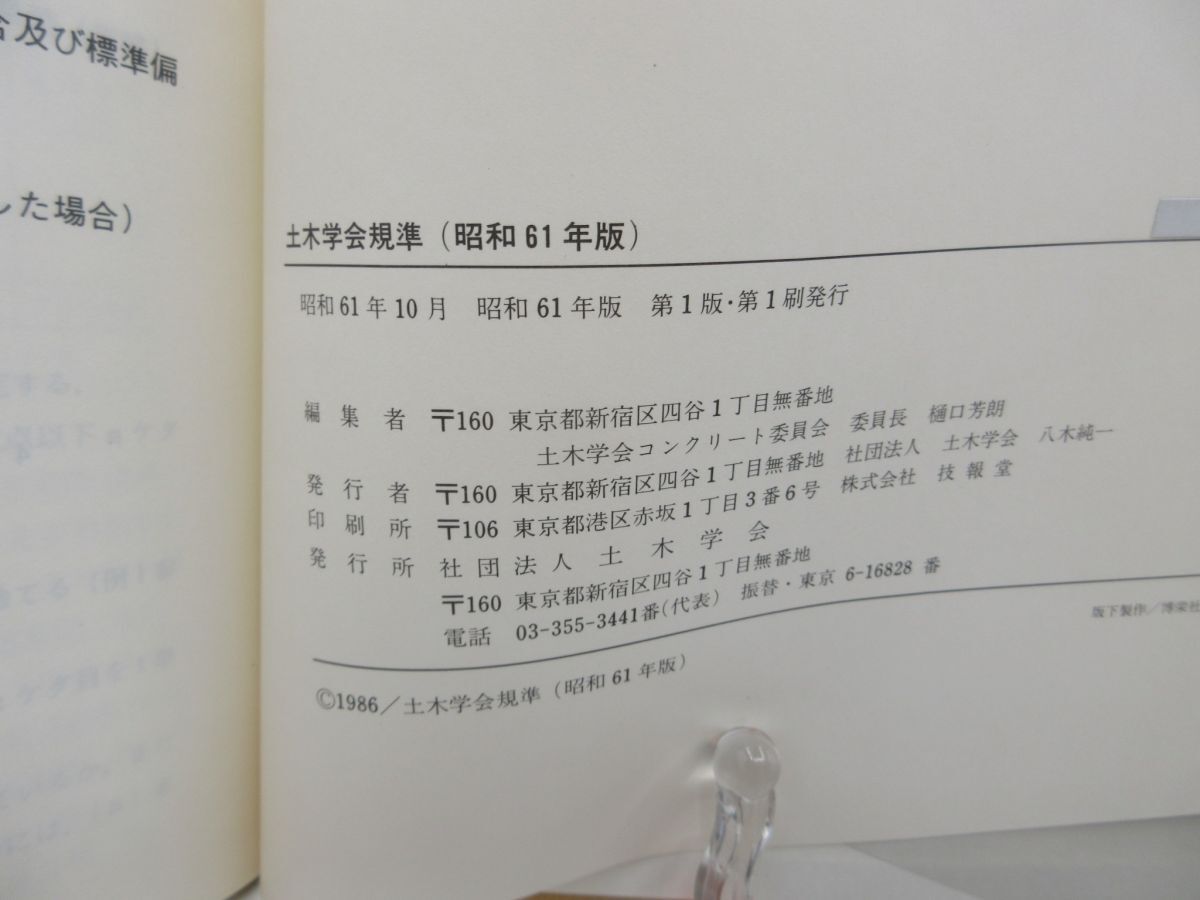 及び標準偏
した場合)
土木学会規準(昭和61年版)
昭和61年10月 昭和61年版 第1版・第1刷発行
編集者 〒160 東京都新宿区四谷1丁目無番地
土木学会コンクリート委員会 委員長 樋口芳朗
発行者 〒160 東京都新宿区四谷1丁目無番地 社団法人 土木学会 八木純一
印刷所 〒106 東京都港区赤坂1丁目3番6号 株式会社 技報堂
発行所 社団法人 土木学会
〒160 東京都新宿区四谷1丁目無番地
電話 03-355-3441番(代表) 振替・東京 6-16828 番
版下製作/博栄社
©1986/土木学会規準(昭和61年版)